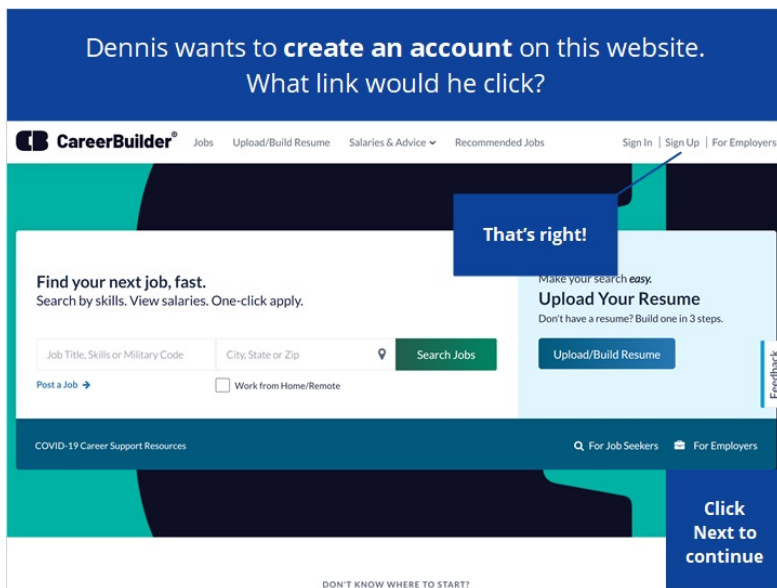 Dennis wants to create an account on this website.
What link would he click?
CB CareerBuilder® Jobs Upload/Build Resume Salaries & Advice Recommended Jobs Sign In | Sign Up | For Employers
That's right!
Find your next job, fast.
Search by skills. View salaries. One-click apply.
Job Title, Skills or Military Code City, State or Zip Search Jobs
Post a Job → Work from Home/Remote
Make your search easy.
Upload Your Resume
Don't have a resume? Build one in 3 steps.
Upload/Build Resume
Feedback
COVID-19 Career Support Resources For Job Seekers For Employers
Click
Next to
continue
DON'T KNOW WHERE TO START?